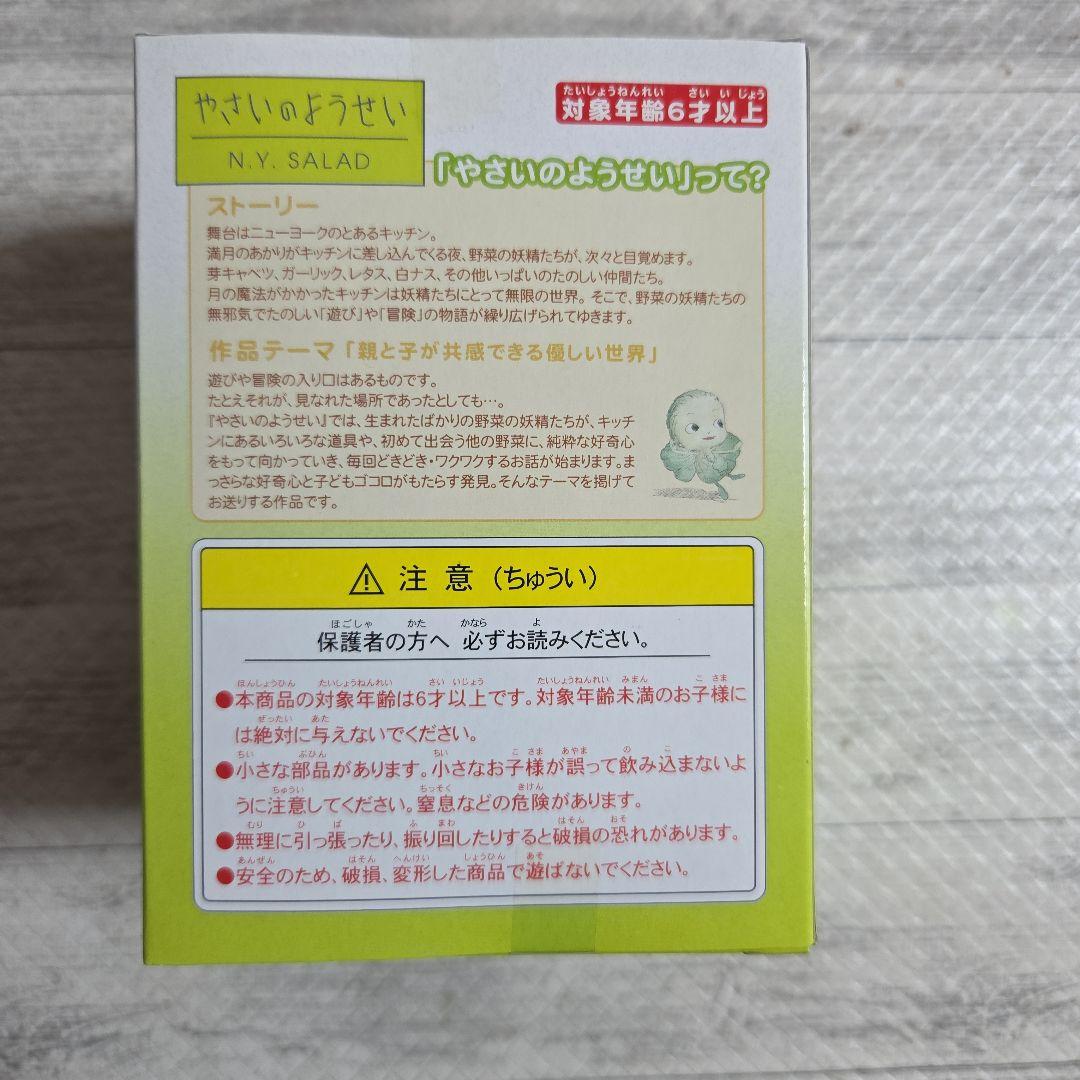 やさいのようせい
N.Y. SALAD
たいしょうねんれい さい いじょう
対象年齢6才以上
「やさいのようせい」って?
ストーリー
舞台はニューヨークのとあるキッチン。
満月のあかりがキッチンに差し込んでくる夜、野菜の妖精たちが、次々と目覚めます。
芽キャベツ、ガーリック、レタス、白ナス、その他いっぱいのたのしい仲間たち。
月の魔法がかかったキッチンは妖精たちにとって無限の世界。そこで、野菜の妖精たちの
無邪気でたのしい「遊び」や「冒険」の物語が繰り広げられてゆきます。
作品テーマ「親と子が共感できる優しい世界」
遊びや冒険の入り口はあるものです。
たとえそれが、見なれた場所であったとしても…。
『やさいのようせい』では、生まれたばかりの野菜の妖精たちが、キッチ
ンにあるいろいろな道具や、初めて出会う他の野菜に、純粋な好奇心
をもって向かっていき、毎回どきどき・ワクワクするお話が始まります。ま
っさらな好奇心と子どもゴコロがもたらす発見。そんなテーマを掲げて
お送りする作品です。
⚠ 注意(ちゅうい)
ほごしゃ かた かなら よ
保護者の方へ 必ずお読みください。
ほんしょうひん たいしょうねんれい さい いじょう たいしょうねんれい みまん こ さま
●本商品の対象年齢は6才以上です。対象年齢未満のお子様に
ぜったい あた
は絶対に与えないでください。
ちい ぶひん ちい こ さま あやま の こ
●小さな部品があります。小さなお子様が誤って飲み込まないよ
ちゅうい ちっそく きけん
うに注意してください。窒息などの危険があります。
むり ひ ぱ ふ まわ はそん おそ
●無理に引っ張ったり、振り回したりすると破損の恐れがあります。
あんぜん はそん へんけい しょうひん あそ
●安全のため、破損、変形した商品で遊ばないでください。